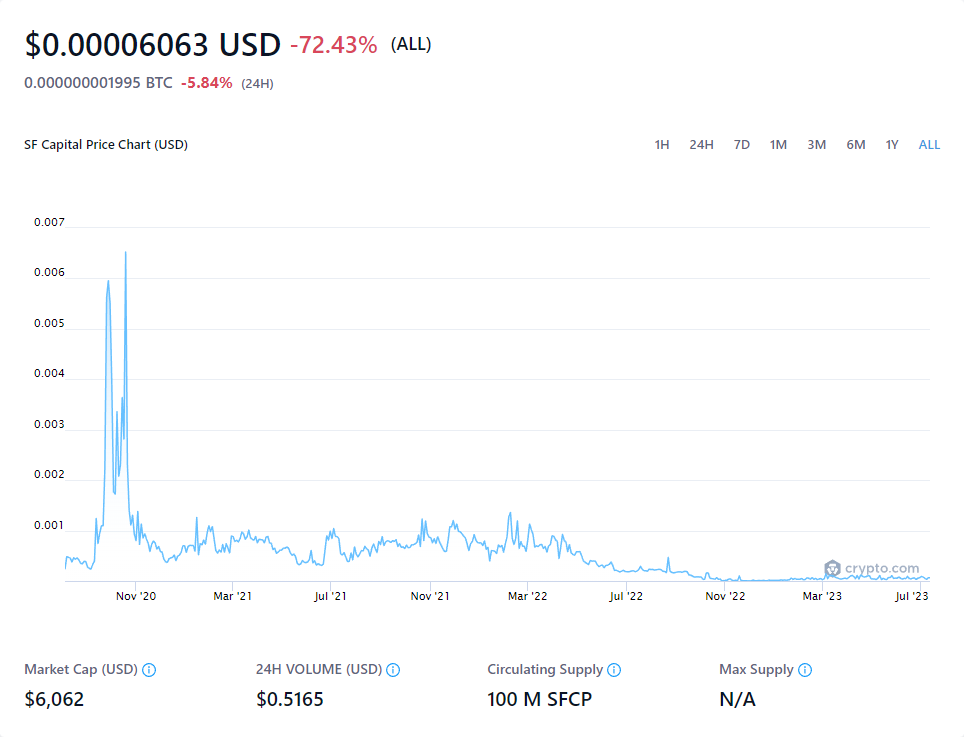 $0.00006063 USD -72.43% (ALL)
0.000000001995 BTC -5.84% (24H)
SF Capital Price Chart (USD) 1H 24H 7D 1M 3M 6M 1Y ALL
0.007
0.006
0.005
0.004
0.003
0.002
0.001
crypto.com
Nov '20 Mar '21 Jul '21 Nov '21 Mar '22 Jul '22 Nov '22 Mar '23 Jul '23
Market Cap (USD) 24H VOLUME (USD) Circulating Supply Max Supply
$6,062 $0.5165 100 M SFCP N/A